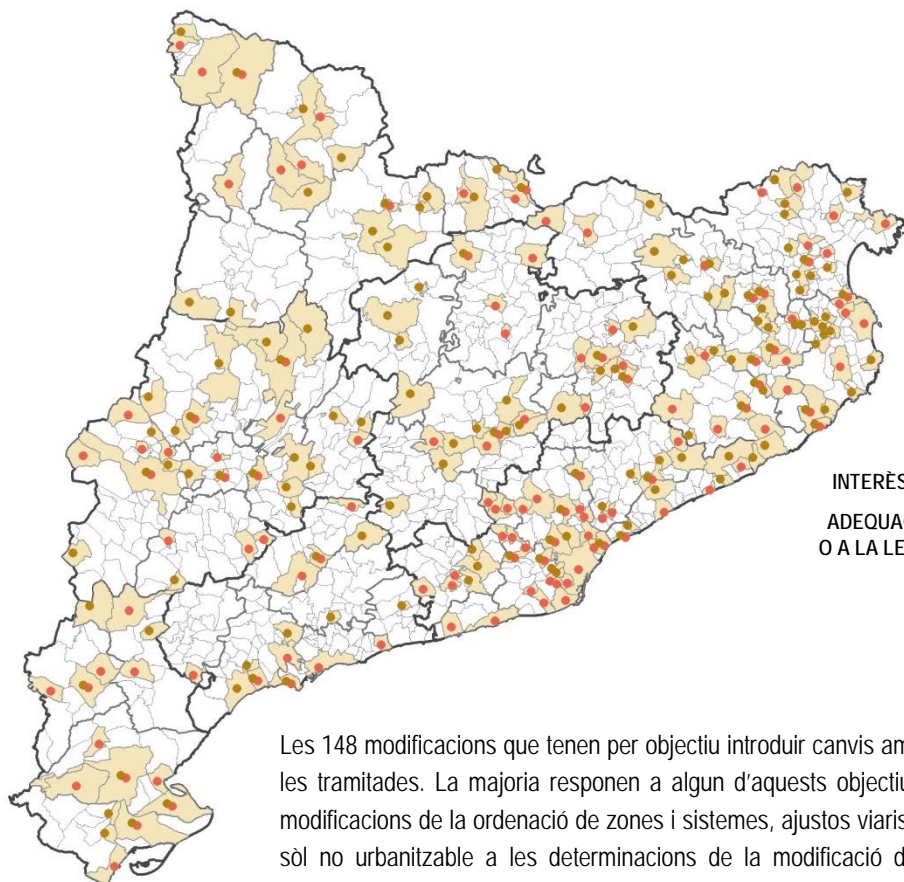 INTERÈS
ADEQUA
O A LA LE
Les 148 modificacions que tenen per objectiu introduir canvis am
les tramitades. La majoria responen a algun d'aquests objectiu
modificacions de la ordenació de zones i sistemes, ajustos viaris
sòl no urbanitzable a les determinacions de la modificació d